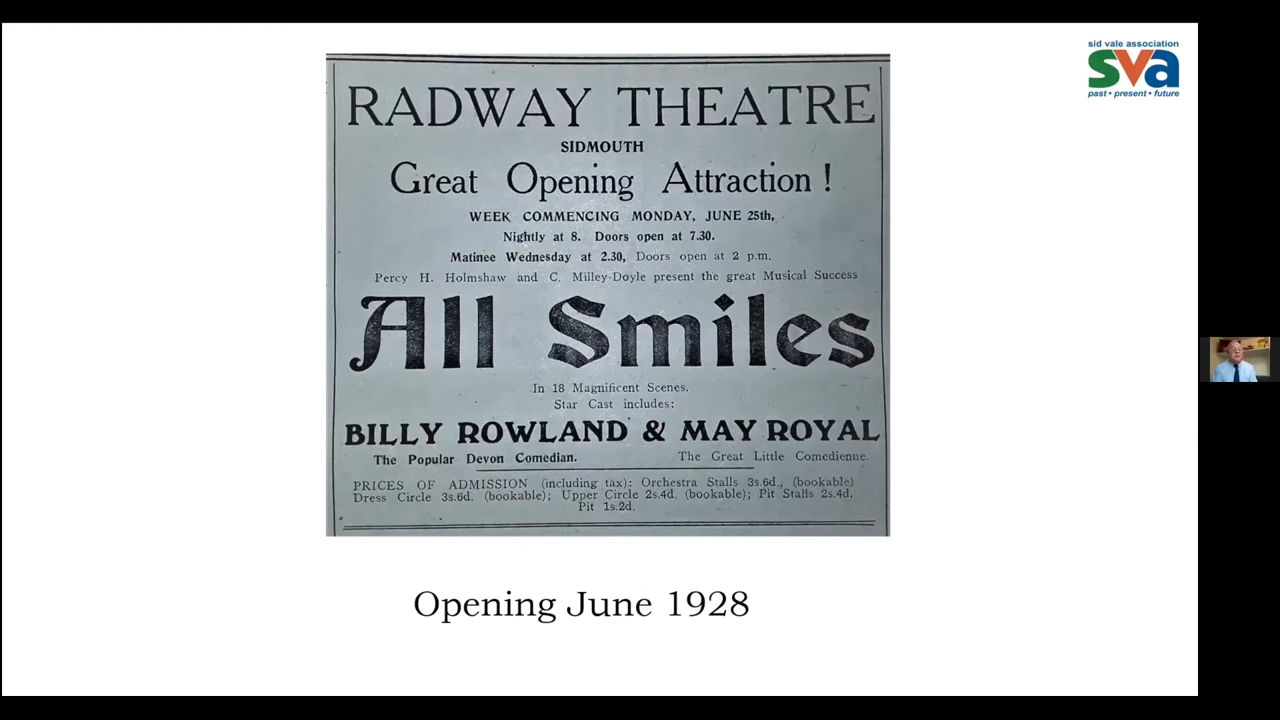 RADWAY THEATRE
SIDMOUTH
Great Opening Attraction !
WEEK COMMENCING MONDAY, JUNE 25th,
Nightly at 8. Doors open at 7.30.
Matinee Wednesday at 2.30, Doors open at 2 p.m.
Percy H. Holmshaw and C. Milley-Doyle present the great Musical Success
All Smiles
In 18 Magnificent Scenes.
Star Cast includes:
BILLY ROWLAND & MAY ROYAL
The Popular Devon Comedian. The Great Little Comedienne.
PRICES OF ADMISSION (including tax): Orchestra Stalls 3s.6d., (bookable)
Dress Circle 3s.6d. (bookable); Upper Circle 2s.4d. (bookable); Pit Stalls 2s.4d.
Pit 1s.2d.
Opening June 1928
sid vale association
sva
past • present • future